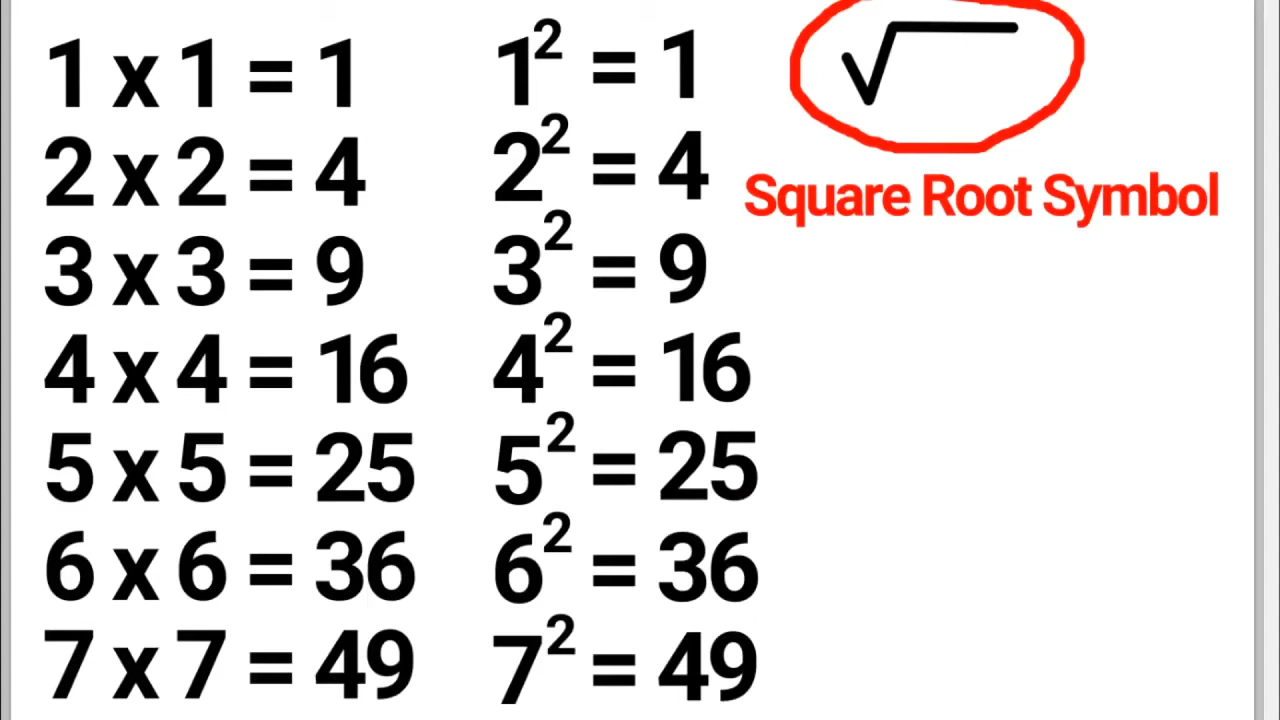 1 x 1 = 1
2 x 2 = 4
3 x 3 = 9
4 x 4 = 16
5 x 5 = 25
6 x 6 = 36
7 x 7 = 49
1² = 1
2² = 4
3² = 9
4² = 16
5² = 25
6² = 36
7² = 49
√
Square Root Symbol